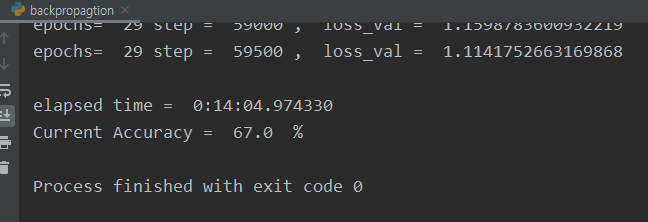 backpropagtion ×
epochs=  29 step =  59000 ,  loss_val =  1.1598783600932219
epochs=  29 step =  59500 ,  loss_val =  1.1141752663169868
elapsed time =  0:14:04.974330
Current Accuracy =  67.0  %
Process finished with exit code 0